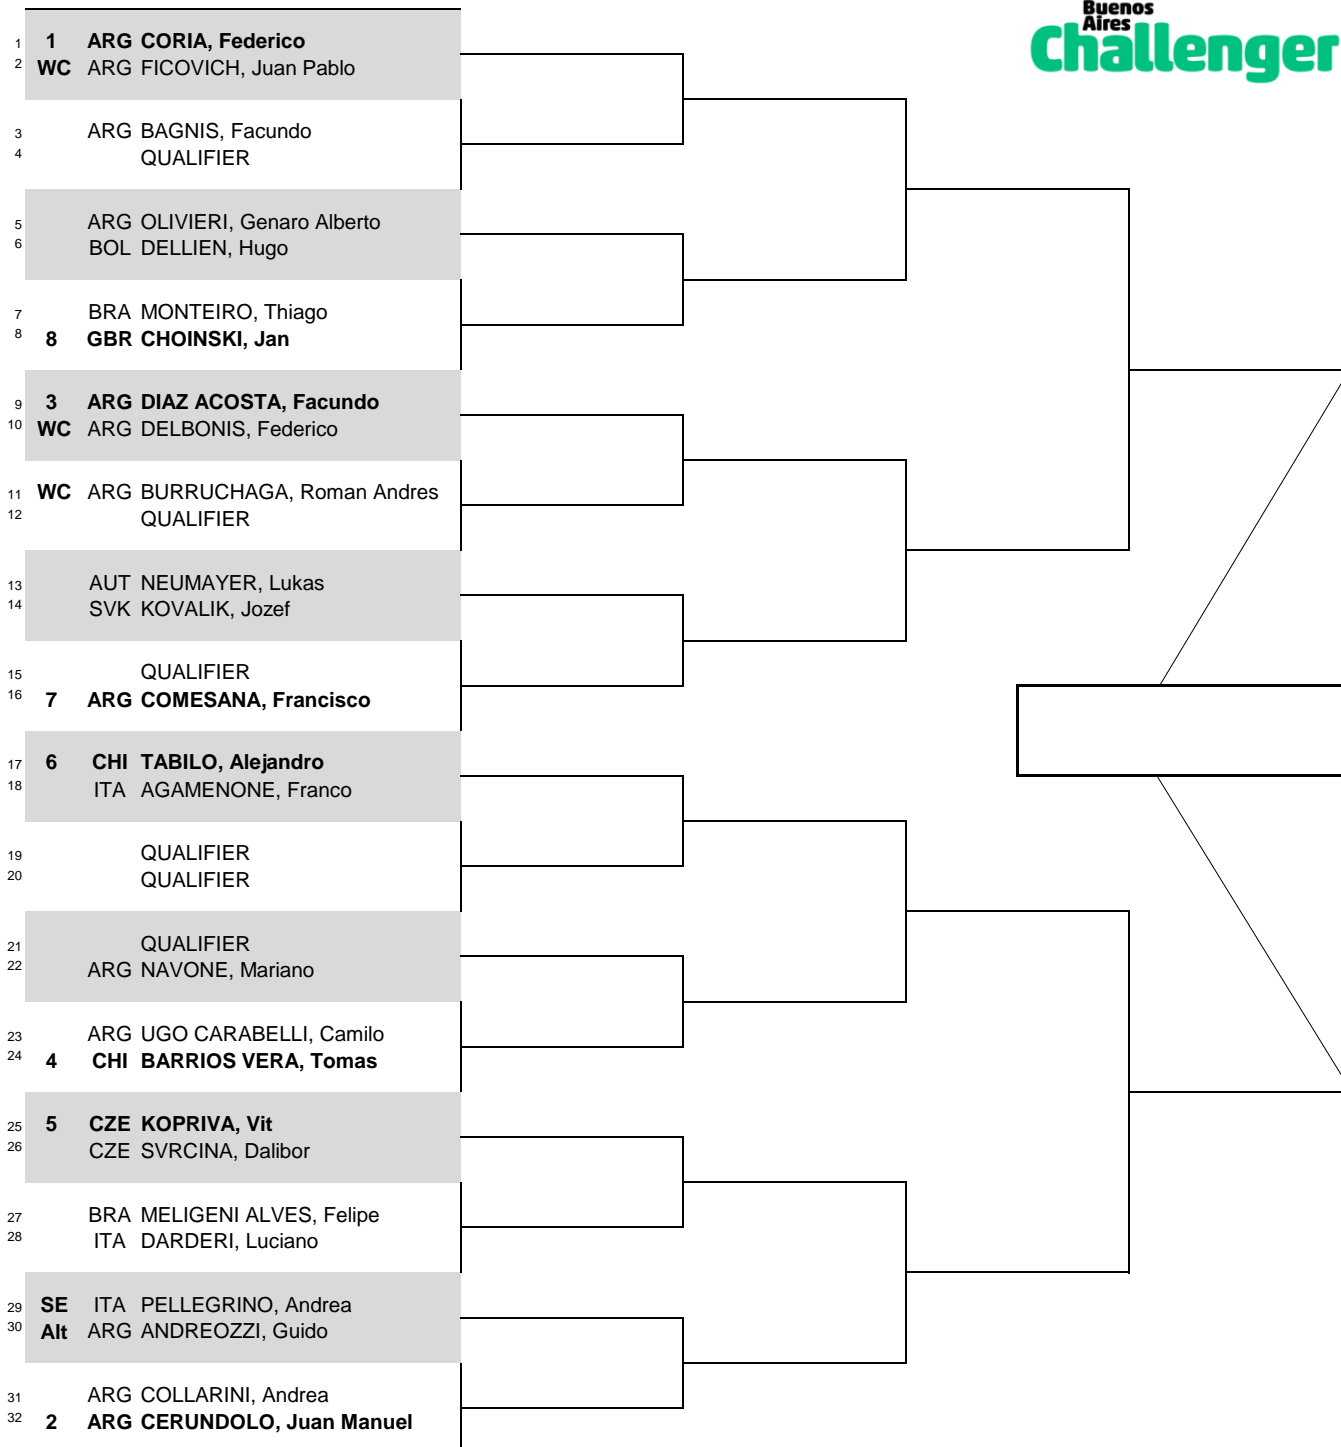 Buenos
Aires
Challenger
1 1 ARG CORIA, Federico
2 WC ARG FICOVICH, Juan Pablo
3 ARG BAGNIS, Facundo
4 QUALIFIER
5 ARG OLIVIERI, Genaro Alberto
6 BOL DELLIEN, Hugo
7 BRA MONTEIRO, Thiago
8 8 GBR CHOINSKI, Jan
9 3 ARG DIAZ ACOSTA, Facundo
10 WC ARG DELBONIS, Federico
11 WC ARG BURRUCHAGA, Roman Andres
12 QUALIFIER
13 AUT NEUMAYER, Lukas
14 SVK KOVALIK, Jozef
15 QUALIFIER
16 7 ARG COMESANA, Francisco
17 6 CHI TABILO, Alejandro
18 ITA AGAMENONE, Franco
19 QUALIFIER
20 QUALIFIER
21 QUALIFIER
22 ARG NAVONE, Mariano
23 ARG UGO CARABELLI, Camilo
24 4 CHI BARRIOS VERA, Tomas
25 5 CZE KOPRIVA, Vit
26 CZE SVRCINA, Dalibor
27 BRA MELIGENI ALVES, Felipe
28 ITA DARDERI, Luciano
29 SE ITA PELLEGRINO, Andrea
30 Alt ARG ANDREOZZI, Guido
31 ARG COLLARINI, Andrea
32 2 ARG CERUNDOLO, Juan Manuel